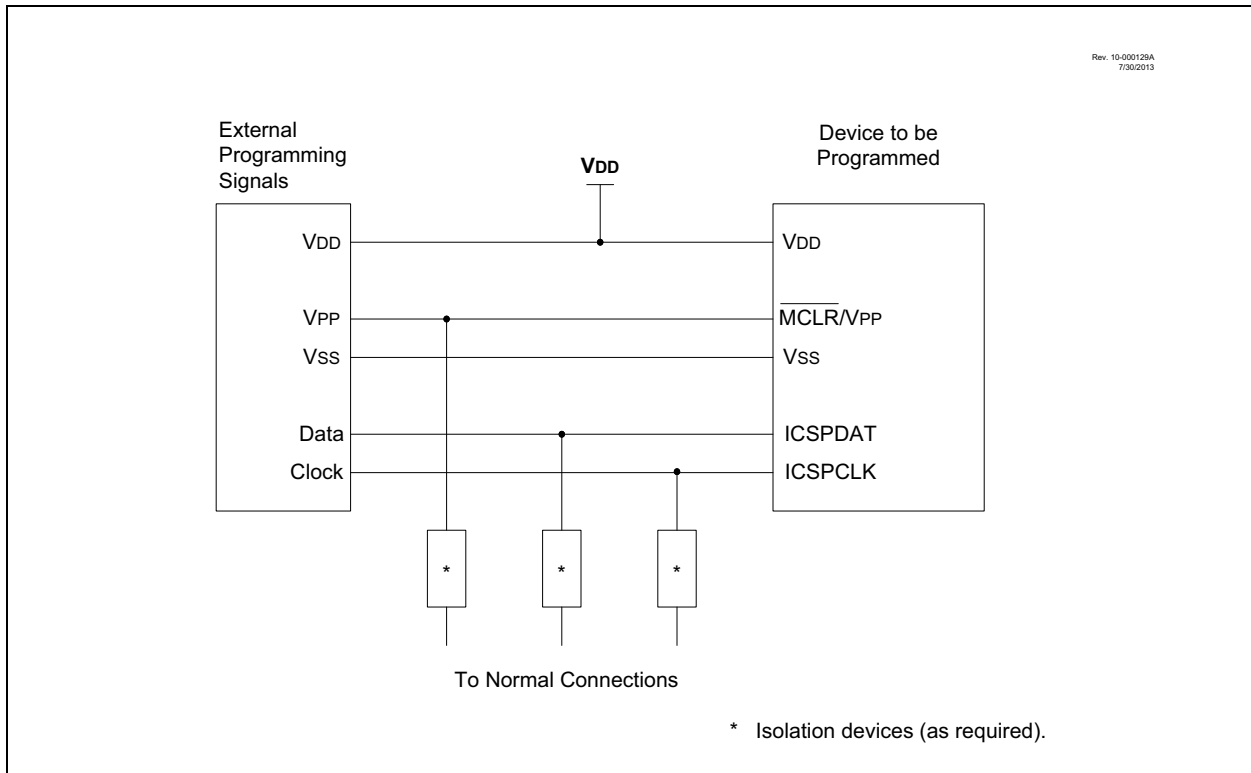 Rev. 10-000129A
7/30/2013
External
Programming
Signals
Device to be
Programmed
VDD
VDD
VDD
VPP
MCLR/VPP
VSS
VSS
Data
ICSPDAT
Clock
ICSPCLK
*
*
*
To Normal Connections
* Isolation devices (as required).